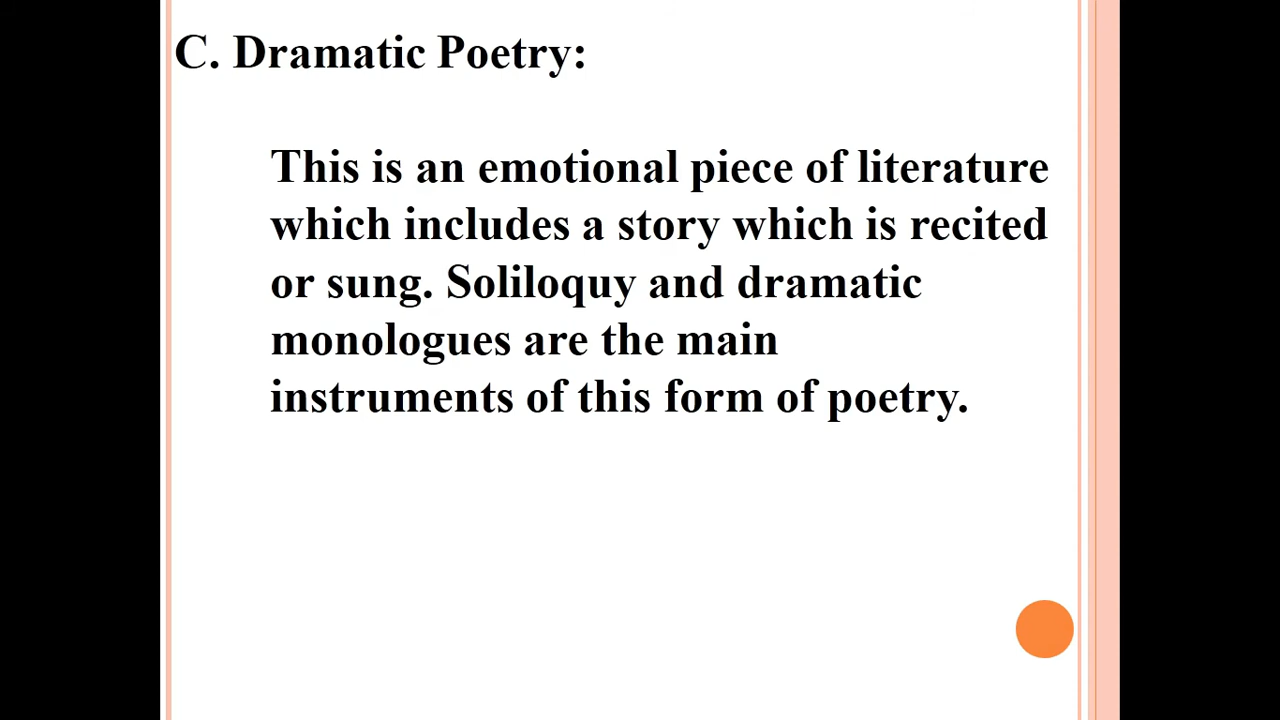 C. Dramatic Poetry:
This is an emotional piece of literature
which includes a story which is recited
or sung. Soliloquy and dramatic
monologues are the main
instruments of this form of poetry.